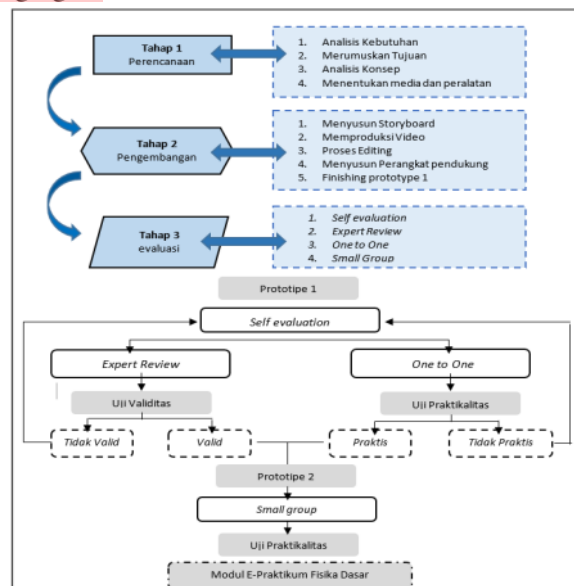 Tahap 1
Perencanaan
1. Analisis Kebutuhan
2. Merumuskan Tujuan
3. Analisis Konsep
4. Menentukan media dan peralatan
Tahap 2
Pengembangan
1. Menyusun Storyboard
2. Memproduksi Video
3. Proses Editing
4. Menyusun Perangkat pendukung
5. Finishing prototype 1
Tahap 3
evaluasi
1. Self evaluation
2. Expert Review
3. One to One
4. Small Group
Prototipe 1
Self evaluation
Expert Review
One to One
Uji Validitas
Uji Praktikalitas
Tidak Valid
Valid
Praktis
Tidak Praktis
Prototipe 2
Small group
Uji Praktikalitas
Modul E-Praktikum Fisika Dasar